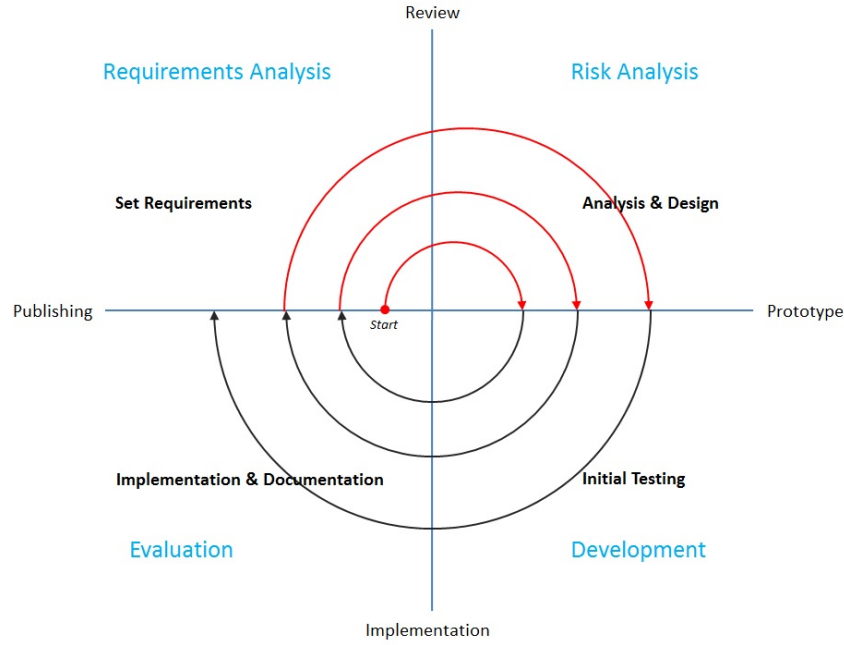 Review
Requirements Analysis
Risk Analysis
Set Requirements
Analysis & Design
Publishing
Start
Prototype
Implementation & Documentation
Initial Testing
Evaluation
Development
Implementation